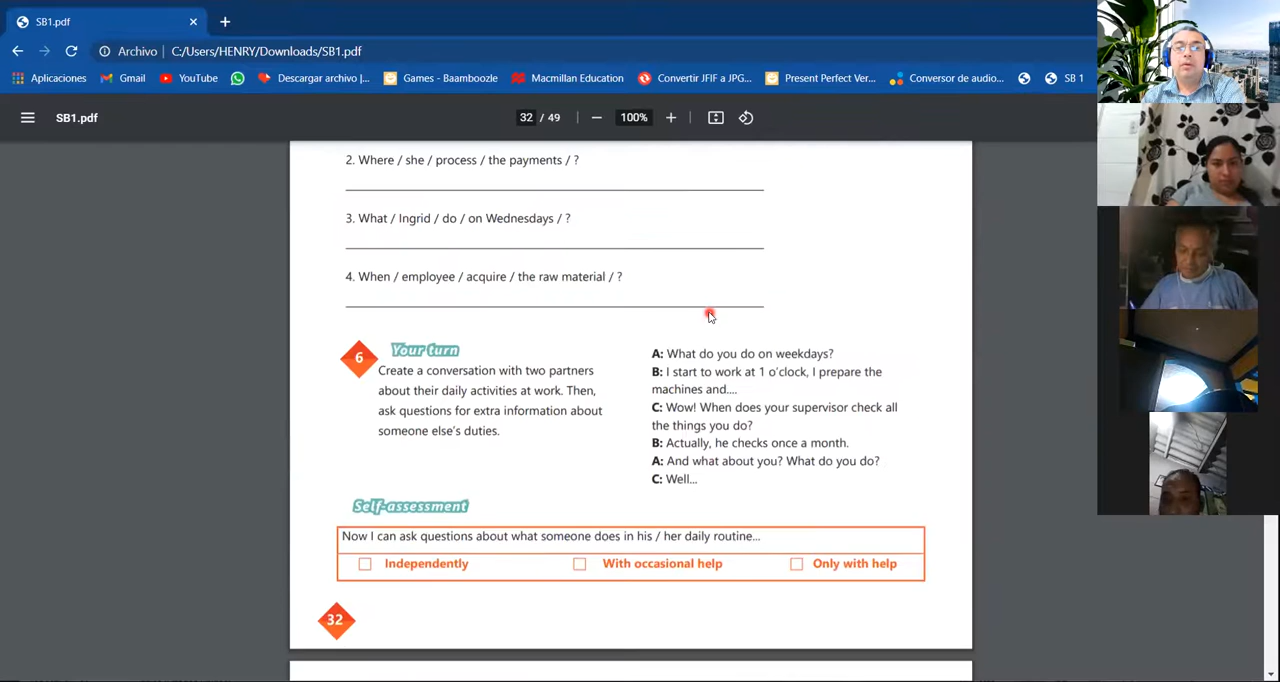 SB1.pdf
Archivo C:/Users/HENRY/Downloads/SB1.pdf
Aplicaciones Gmail YouTube Descargar archivo |... Games - Baamboozle Macmillan Education Convertir JFIF a JPG... Present Perfect Ver... Conversor de audio... SB 1
SB1.pdf 32 / 49 100%
2. Where / she / process / the payments / ?
3. What / Ingrid / do / on Wednesdays / ?
4. When / employee / acquire / the raw material / ?
6 Your turn
Create a conversation with two partners
about their daily activities at work. Then,
ask questions for extra information about
someone else's duties.
A: What do you do on weekdays?
B: I start to work at 1 o'clock, I prepare the
machines and....
C: Wow! When does your supervisor check all
the things you do?
B: Actually, he checks once a month.
A: And what about you? What do you do?
C: Well...
Self-assessment
Now I can ask questions about what someone does in his / her daily routine...
Independently With occasional help Only with help
32